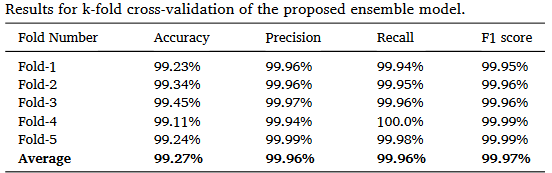 Results for k-fold cross-validation of the proposed ensemble model.
Fold Number Accuracy Precision Recall F1 score
Fold-1 99.23% 99.96% 99.94% 99.95%
Fold-2 99.34% 99.96% 99.95% 99.96%
Fold-3 99.45% 99.97% 99.96% 99.96%
Fold-4 99.11% 99.94% 100.0% 99.99%
Fold-5 99.24% 99.99% 99.98% 99.99%
Average 99.27% 99.96% 99.96% 99.97%